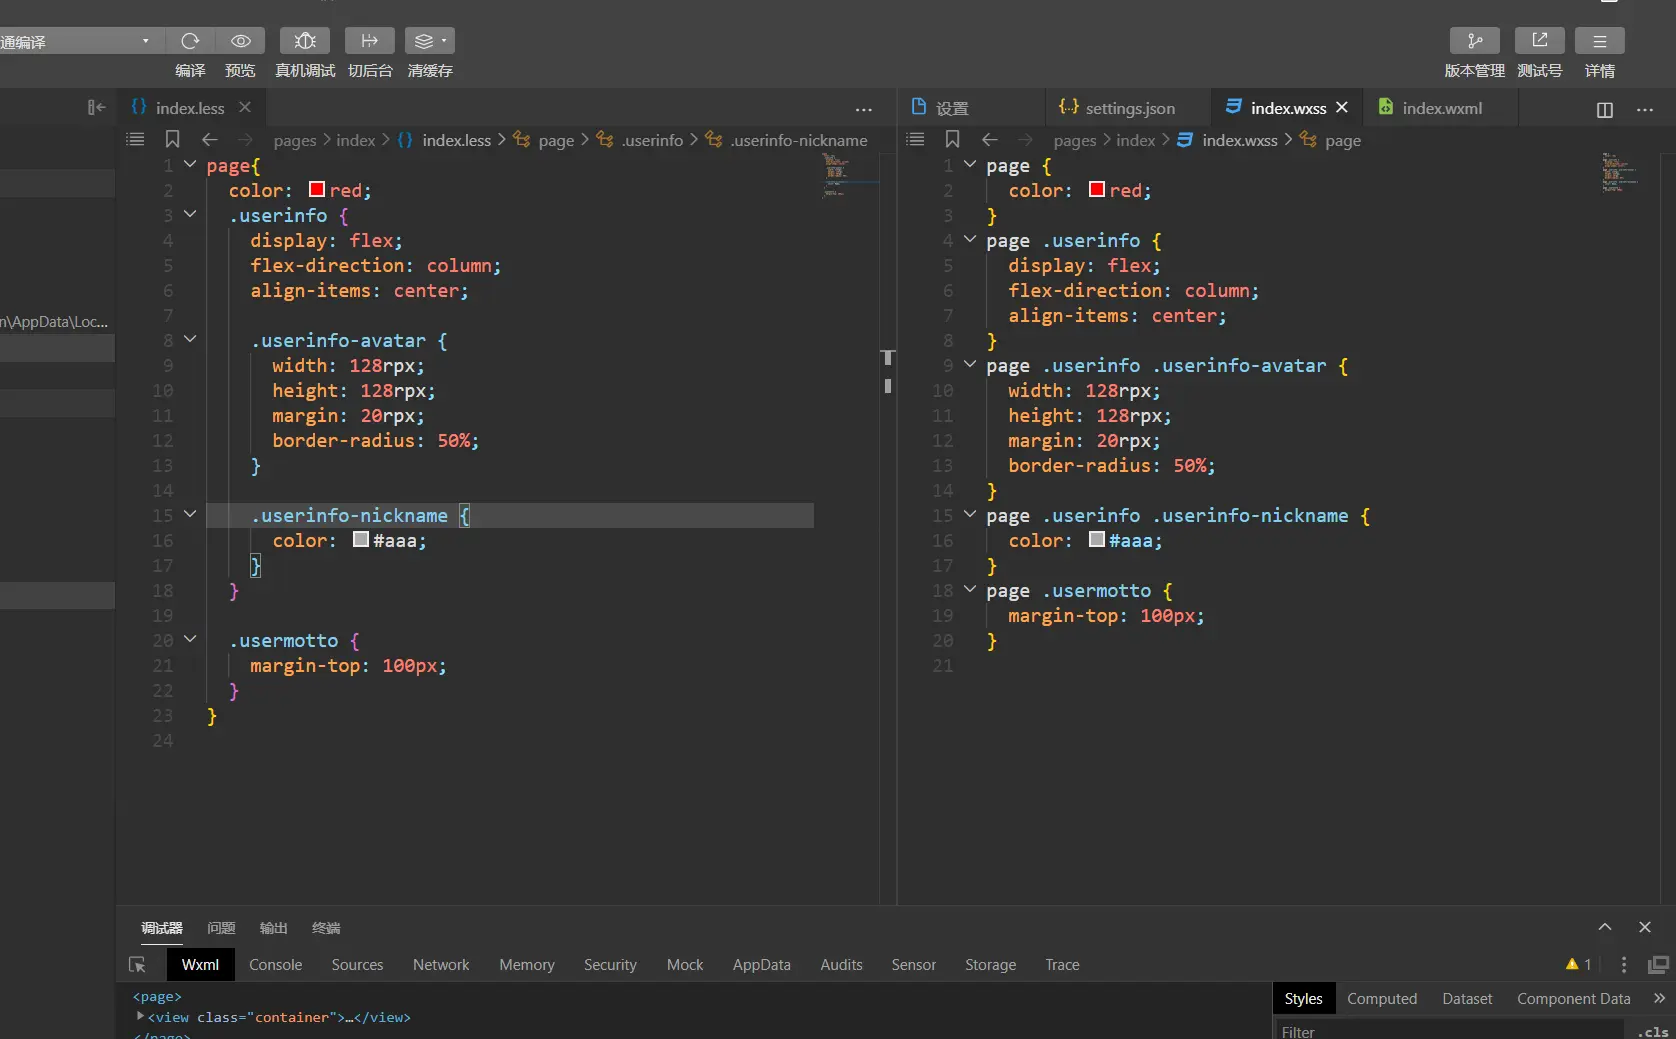 通编译
编译 预览 真机调试 切后台 清缓存 版本管理 测试号 详情
index.less
设置 settings.json index.wxss index.wxml
pages > index > {} index.less > page > .userinfo > .userinfo-nickname
pages > index > index.wxss > page
n\AppData\Loc...
1 page{
2 color: red;
3 .userinfo {
4 display: flex;
5 flex-direction: column;
6 align-items: center;
7
8 .userinfo-avatar {
9 width: 128rpx;
10 height: 128rpx;
11 margin: 20rpx;
12 border-radius: 50%;
13 }
14
15 .userinfo-nickname {
16 color: #aaa;
17 }
18 }
19
20 .usermotto {
21 margin-top: 100px;
22 }
23 }
24
1 page {
2 color: red;
3 }
4 page .userinfo {
5 display: flex;
6 flex-direction: column;
7 align-items: center;
8 }
9 page .userinfo .userinfo-avatar {
10 width: 128rpx;
11 height: 128rpx;
12 margin: 20rpx;
13 border-radius: 50%;
14 }
15 page .userinfo .userinfo-nickname {
16 color: #aaa;
17 }
18 page .usermotto {
19 margin-top: 100px;
20 }
21
调试器 问题 输出 终端
Wxml Console Sources Network Memory Security Mock AppData Audits Sensor Storage Trace 1
<page>
<view class="container">…</view>
</page>
Styles Computed Dataset Component Data »
Filter .cls